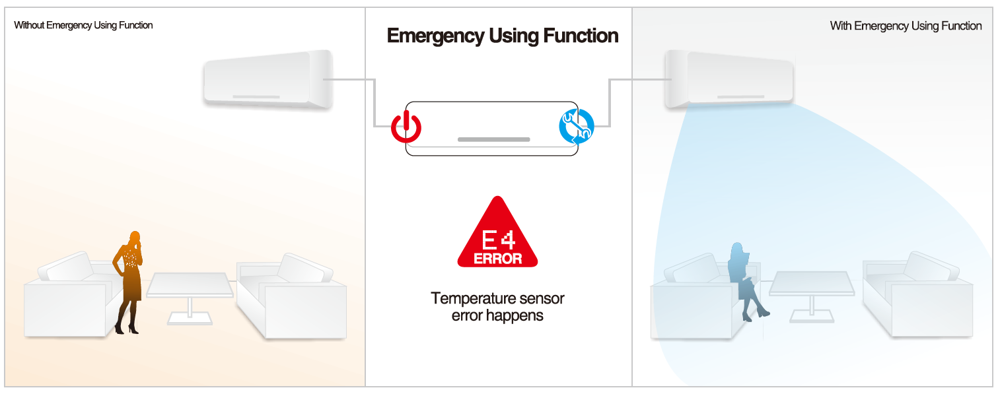 Without Emergency Using Function
Emergency Using Function
With Emergency Using Function
E4
ERROR
Temperature sensor
error happens